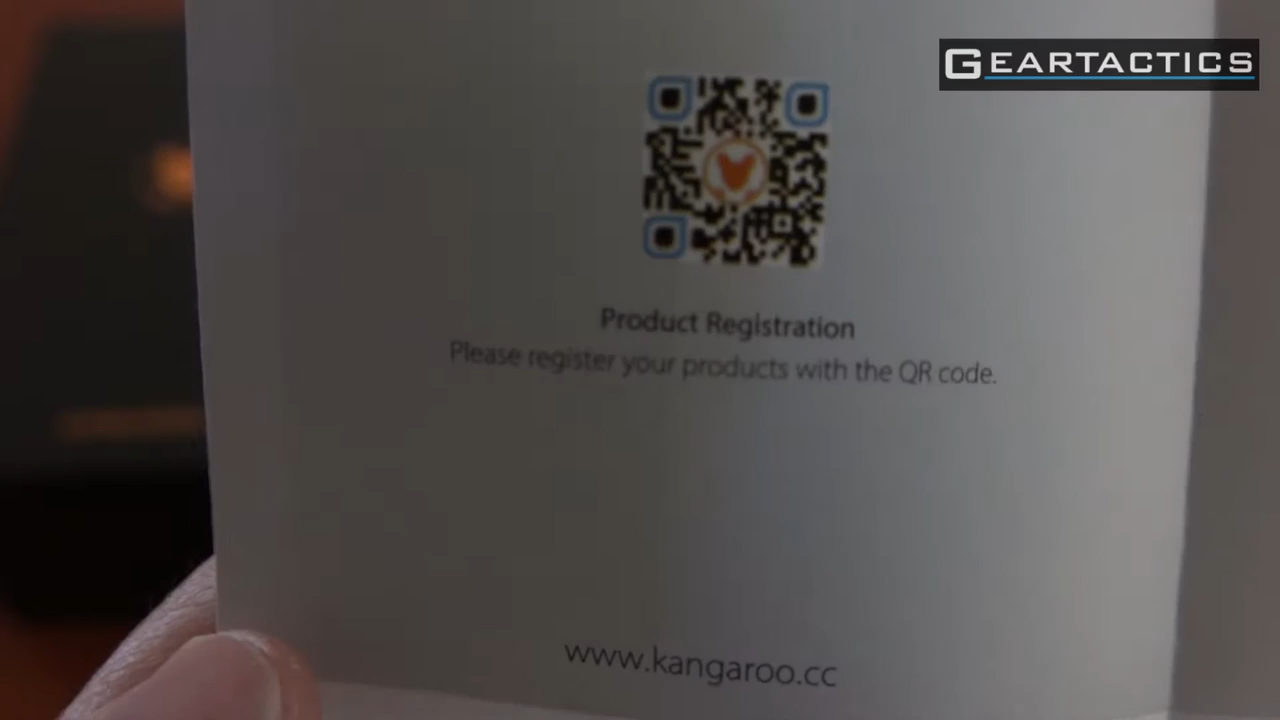 GEARTACTICS
Product Registration
Please register your products with the QR code.
www.kangaroo.cc